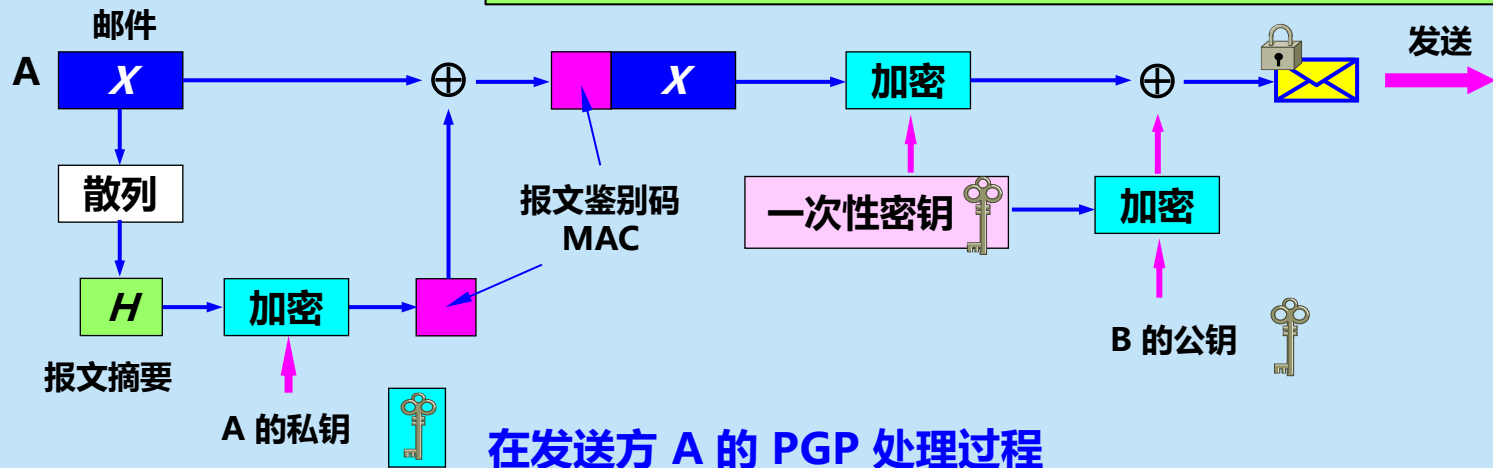 邮件
A
X
X
加密
发送
散列
报文鉴别码
MAC
一次性密钥
加密
H
加密
报文摘要
A 的私钥
B 的公钥
在发送方 A 的 PGP 处理过程